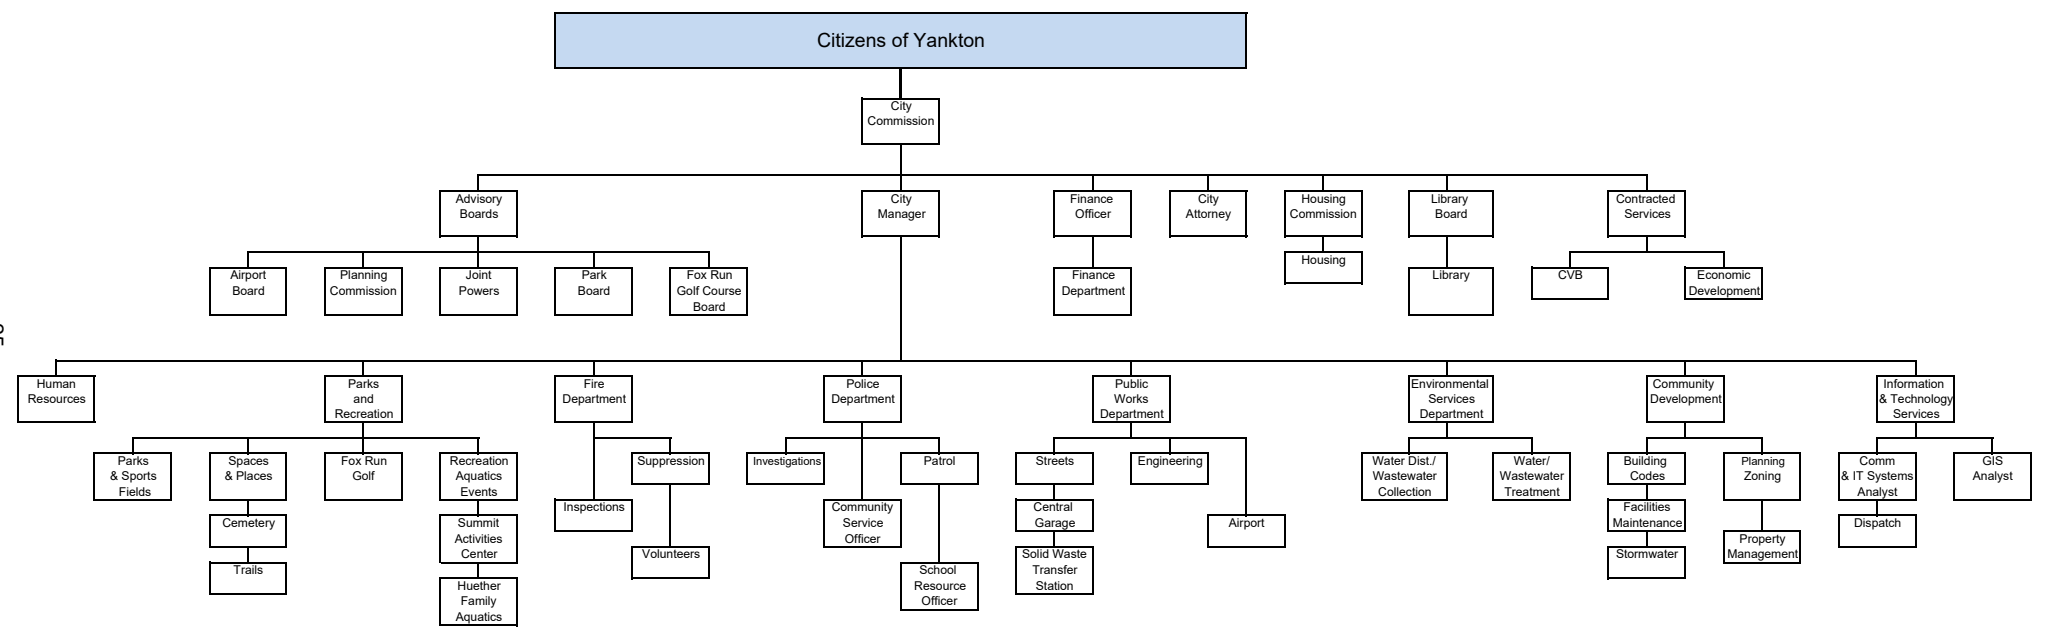 Citizens of Yankton
City
Commission
Advisory
Boards
City
Manager
Finance
Officer
City
Attorney
Housing
Commission
Library
Board
Contracted
Services
Airport
Board
Planning
Commission
Joint
Powers
Park
Board
Fox Run
Golf Course
Board
Finance
Department
Housing
Library
CVB
Economic
Development
Human
Resources
Parks
and
Recreation
Fire
Department
Police
Department
Public
Works
Department
Environmental
Services
Department
Community
Development
Information
& Technology
Services
Parks
& Sports
Fields
Spaces
& Places
Cemetery
Trails
Fox Run
Golf
Recreation
Aquatics
Events
Summit
Activities
Center
Huether
Family
Aquatics
Inspections
Suppression
Volunteers
Investigations
Community
Service
Officer
Patrol
School
Resource
Officer
Streets
Central
Garage
Solid Waste
Transfer
Station
Engineering
Airport
Water Dist./
Wastewater
Collection
Water/
Wastewater
Treatment
Building
Codes
Facilities
Maintenance
Stormwater
Planning
Zoning
Property
Management
Comm
& IT Systems
Analyst
Dispatch
GIS
Analyst